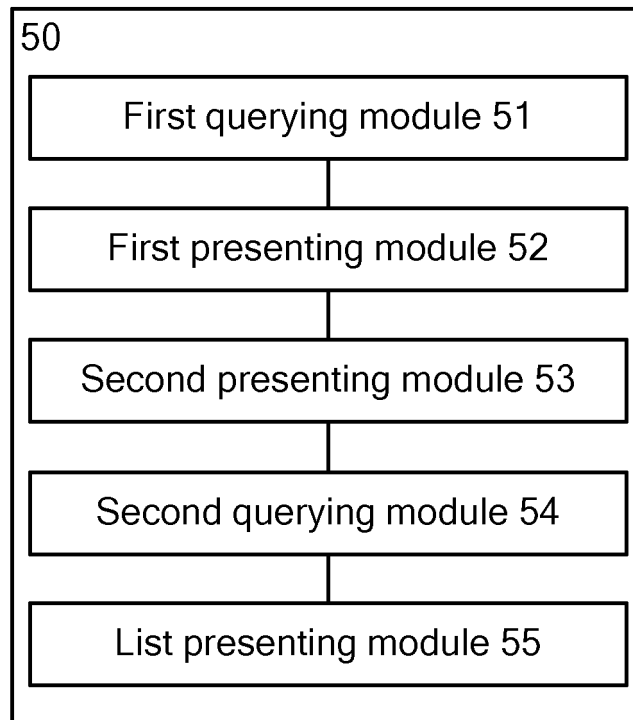 50
First querying module 51
First presenting module 52
Second presenting module 53
Second querying module 54
List presenting module 55